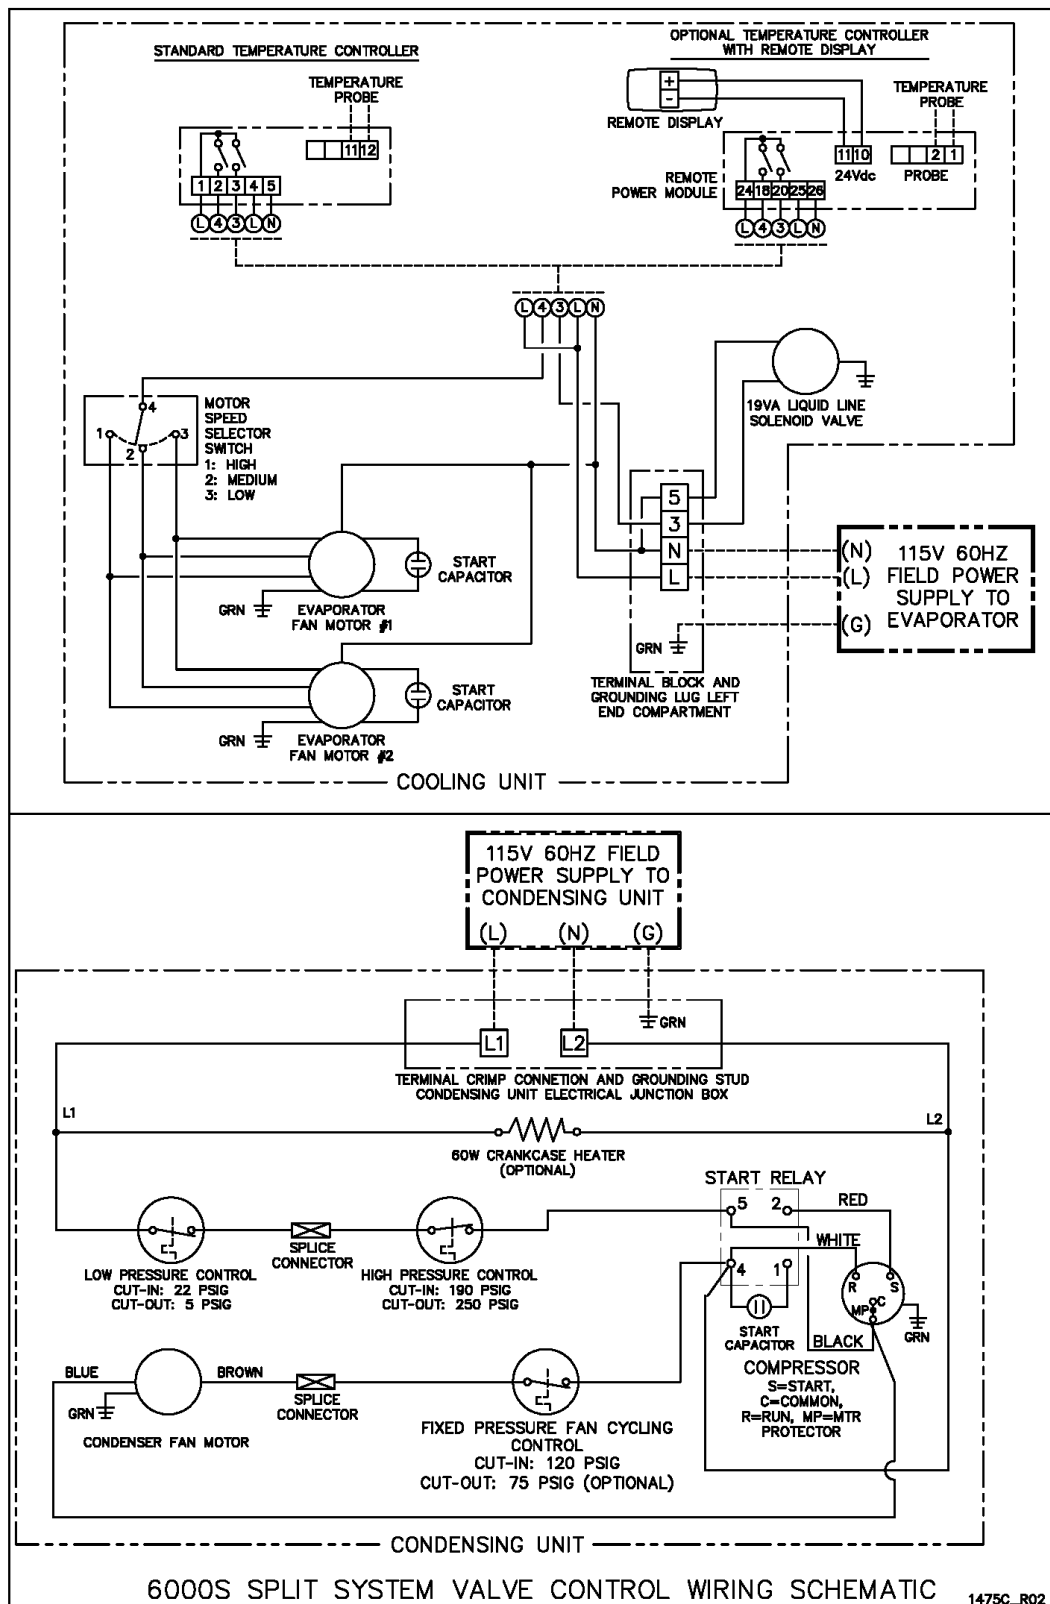 STANDARD TEMPERATURE CONTROLLER
TEMPERATURE
PROBE
11 12
1 2 3 4 5
L 4 3 L N
OPTIONAL TEMPERATURE CONTROLLER
WITH REMOTE DISPLAY
+
-
REMOTE DISPLAY
TEMPERATURE
PROBE
11 10
24Vdc
2 1
PROBE
REMOTE
POWER MODULE
24 18 20 25 26
L 4 3 L N
L 4 3 L N
19VA LIQUID LINE
SOLENOID VALVE
4
1
2
3
MOTOR
SPEED
SELECTOR
SWITCH
1: HIGH
2: MEDIUM
3: LOW
START
CAPACITOR
GRN
EVAPORATOR
FAN MOTOR #1
START
CAPACITOR
GRN
EVAPORATOR
FAN MOTOR #2
5
3
N
L
GRN
TERMINAL BLOCK AND
GROUNDING LUG LEFT
END COMPARTMENT
(N)
(L)
(G)
115V 60HZ
FIELD POWER
SUPPLY TO
EVAPORATOR
COOLING UNIT
115V 60HZ FIELD
POWER SUPPLY TO
CONDENSING UNIT
(L) (N) (G)
GRN
L1 L2
TERMINAL CRIMP CONNETION AND GROUNDING STUD
CONDENSING UNIT ELECTRICAL JUNCTION BOX
L1
L2
60W CRANKCASE HEATER
(OPTIONAL)
LOW PRESSURE CONTROL
CUT-IN: 22 PSIG
CUT-OUT: 5 PSIG
SPLICE
CONNECTOR
HIGH PRESSURE CONTROL
CUT-IN: 190 PSIG
CUT-OUT: 250 PSIG
START RELAY
5 2
4 1
RED
WHITE
START
CAPACITOR
BLACK
R S
C
MP
GRN
COMPRESSOR
S=START,
C=COMMON,
R=RUN, MP=MTR
PROTECTOR
BLUE
GRN
CONDENSER FAN MOTOR
BROWN
SPLICE
CONNECTOR
FIXED PRESSURE FAN CYCLING
CONTROL
CUT-IN: 120 PSIG
CUT-OUT: 75 PSIG (OPTIONAL)
CONDENSING UNIT
6000S SPLIT SYSTEM VALVE CONTROL WIRING SCHEMATIC
1475C_R02